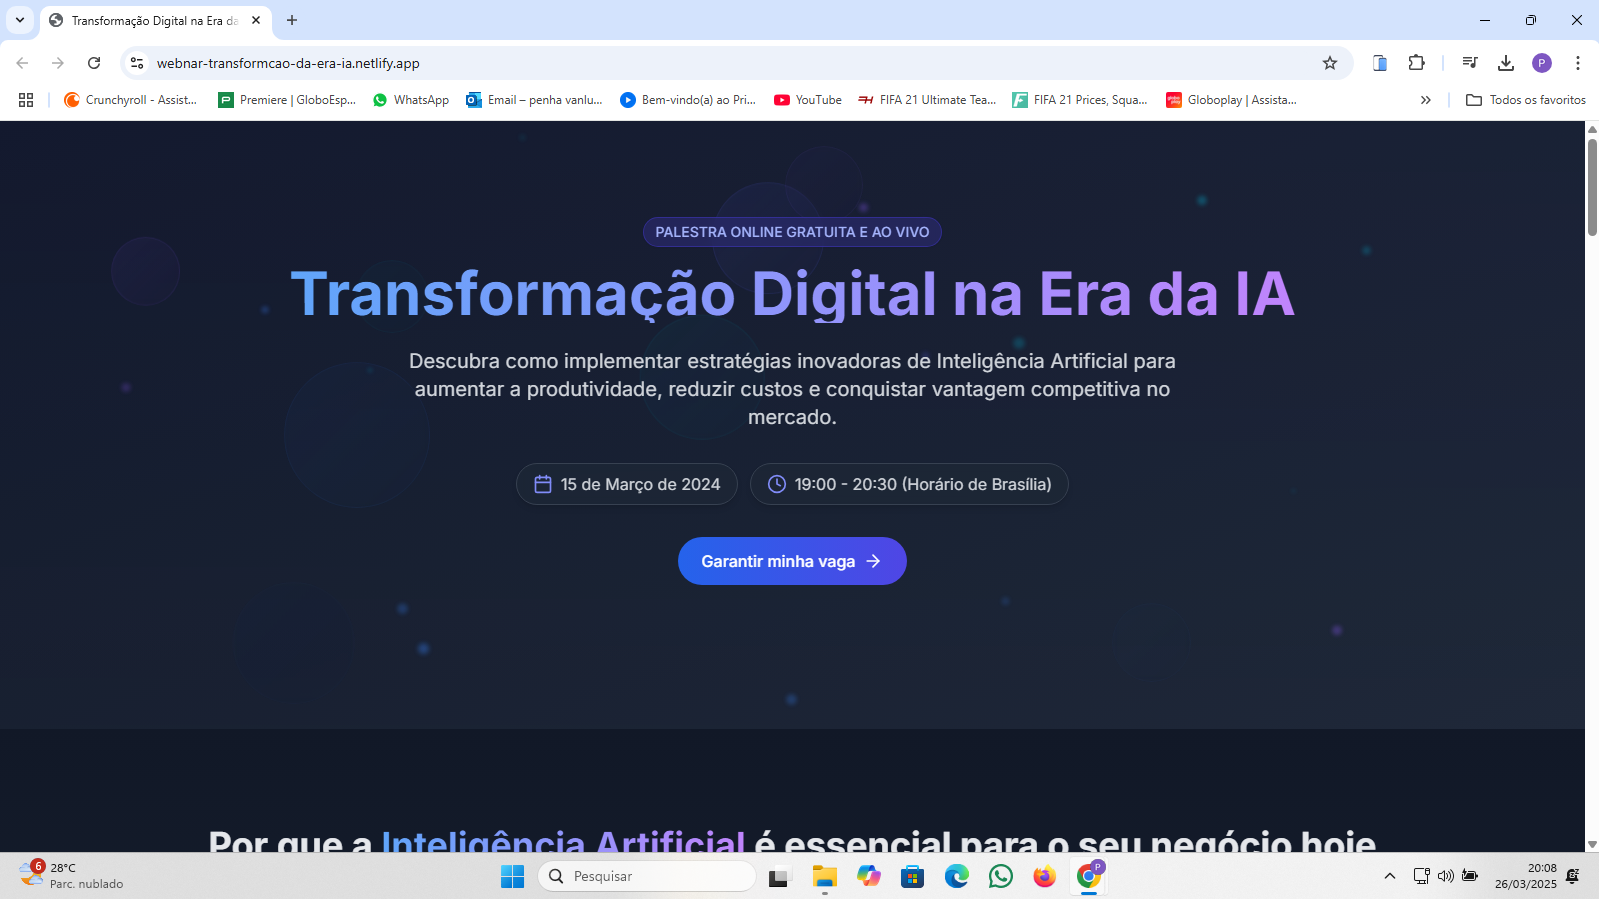 Transformação Digital na Era da
webnar-transformcao-da-era-ia.netlify.app
P
Crunchyroll - Assist...
Premiere | GloboEsp...
WhatsApp
Email – penha vanlu...
Bem-vindo(a) ao Pri...
YouTube
FIFA 21 Ultimate Tea...
FIFA 21 Prices, Squa...
Globoplay | Assista...
Todos os favoritos
PALESTRA ONLINE GRATUITA E AO VIVO
Transformação Digital na Era da IA
Descubra como implementar estratégias inovadoras de Inteligência Artificial para
aumentar a produtividade, reduzir custos e conquistar vantagem competitiva no
mercado.
15 de Março de 2024
19:00 - 20:30 (Horário de Brasília)
Garantir minha vaga
Por que a Inteligência Artificial é essencial para o seu negócio hoje
6
28°C
Parc. nublado
Pesquisar
P
20:08
26/03/2025